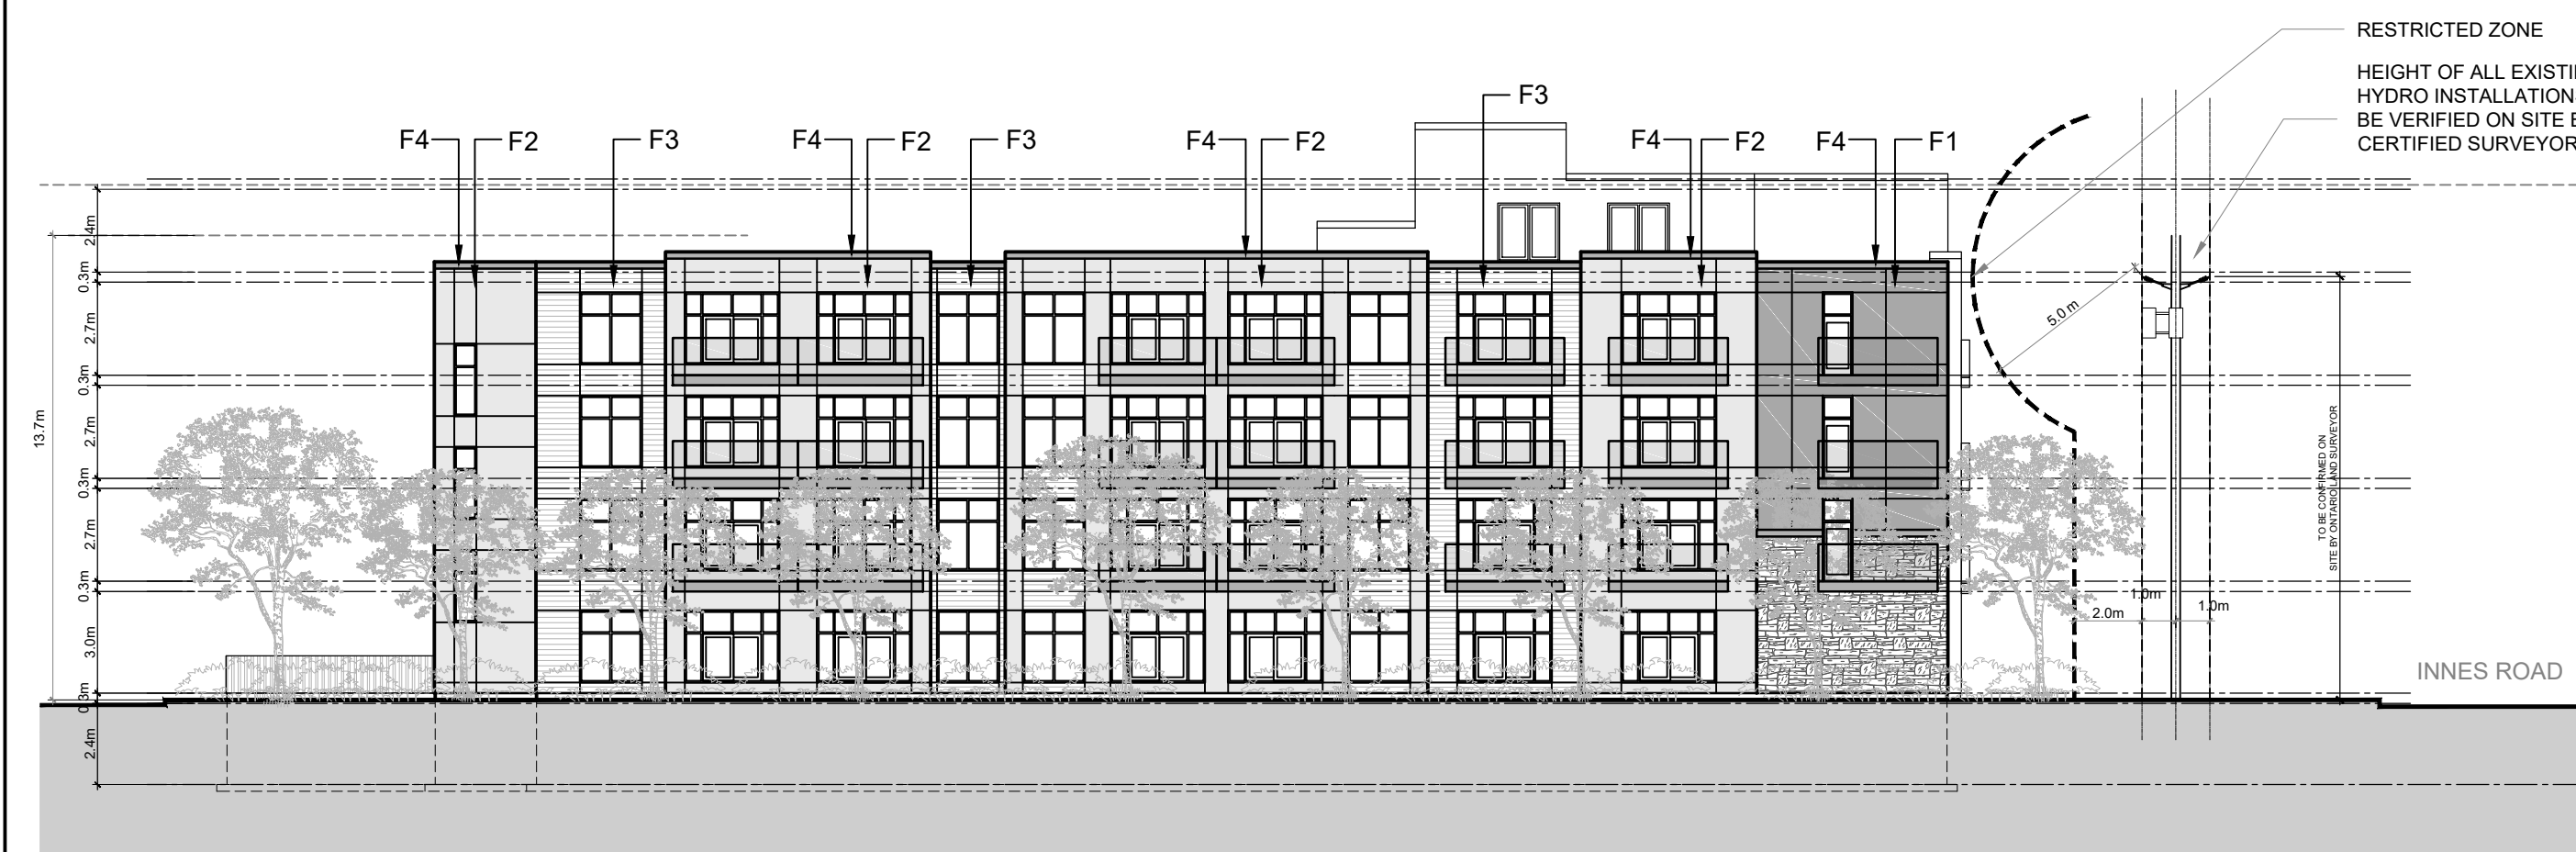 RESTRICTED ZONE
HEIGHT OF ALL EXISTI
HYDRO INSTALLATION
BE VERIFIED ON SITE
CERTIFIED SURVEYOR
F3
F4 F2 F3 F4 F2 F3 F4 F2 F4 F2 F4 F1
2.4m
0.3m
2.7m
0.3m
2.7m
0.3m
2.7m
0.3m
3.0m
0.3m
2.4m
13.7m
5.0 m
2.0m
1.0m
1.0m
TO BE CONFIRMED ON
SITE BY ONTARIO LAND SURVEYOR
INNES ROAD